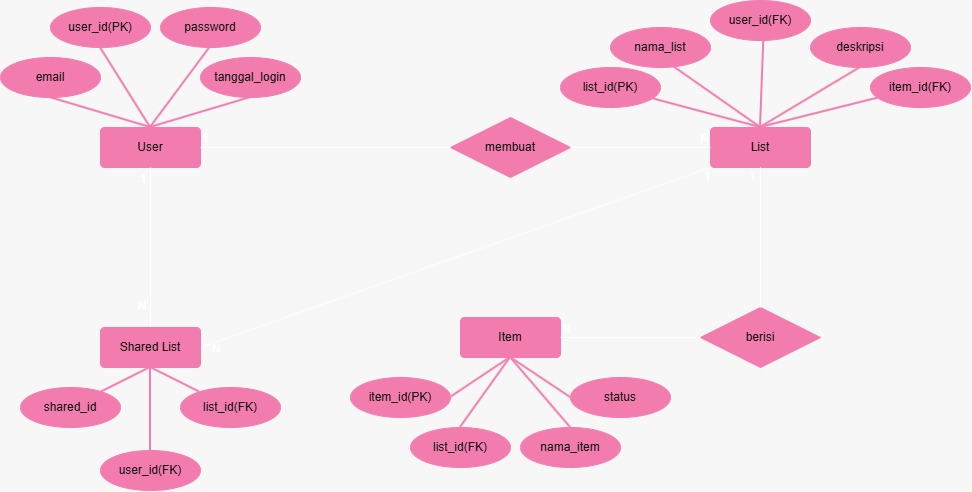 user_id(PK)
password
email
tanggal_login
User
user_id(FK)
nama_list
deskripsi
list_id(PK)
item_id(FK)
List
membuat
1
N
1
1
1
N
N
Shared List
shared_id
list_id(FK)
user_id(FK)
Item
N
berisi
item_id(PK)
status
list_id(FK)
nama_item